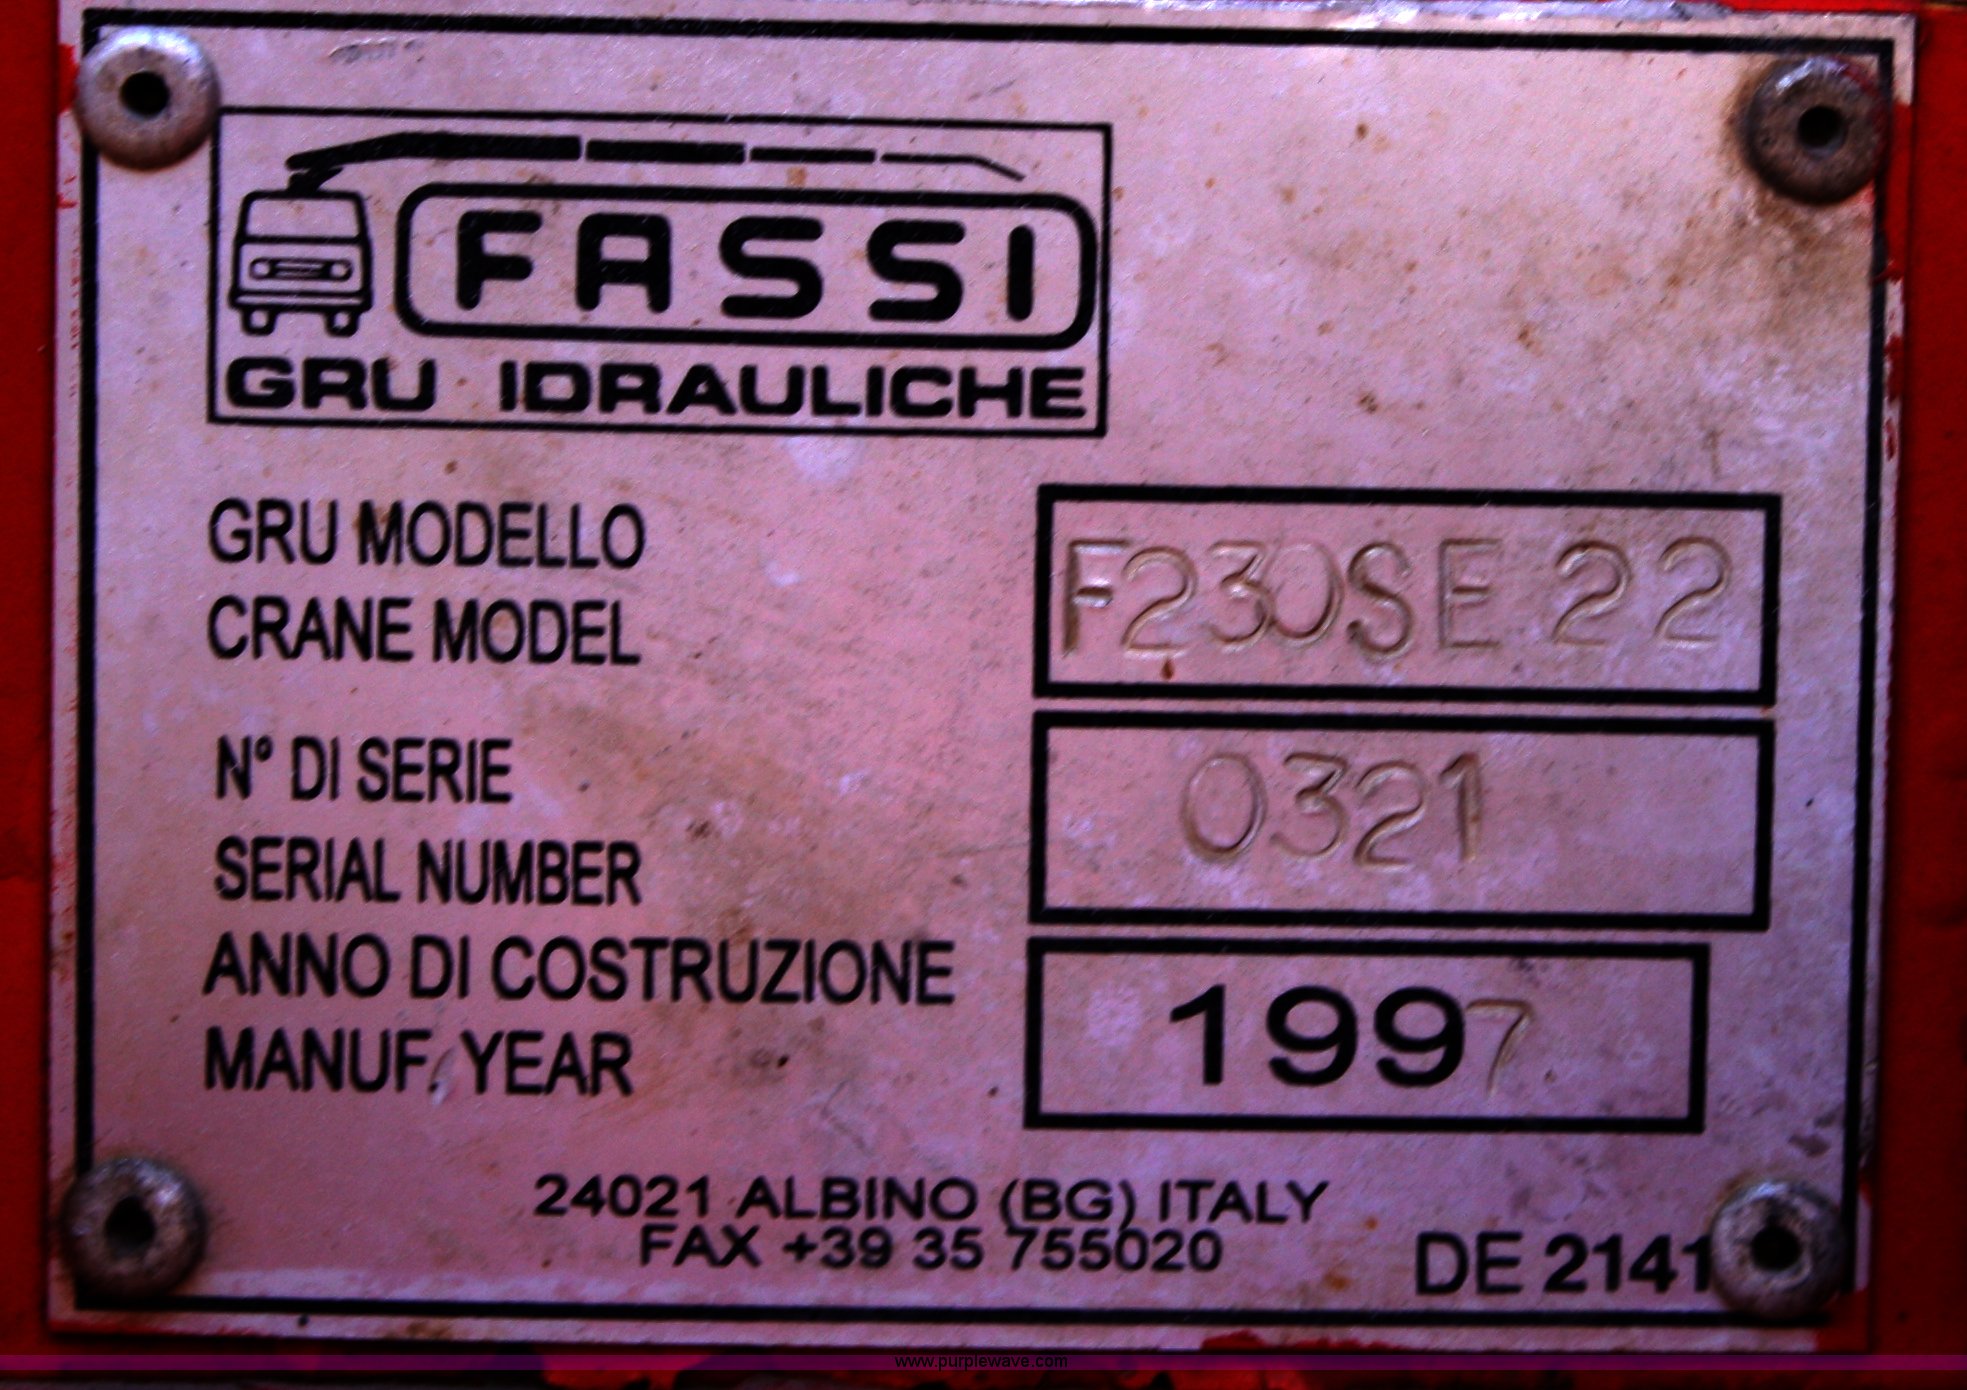 FASSI
GRU IDRAULICHE
GRU MODELLO
CRANE MODEL
F230SE 22
N° DI SERIE
SERIAL NUMBER
0321
ANNO DI COSTRUZIONE
MANUF. YEAR
1997
24021 ALBINO (BG) ITALY
FAX +39 35 755020
DE 2141
www.purplewave.com